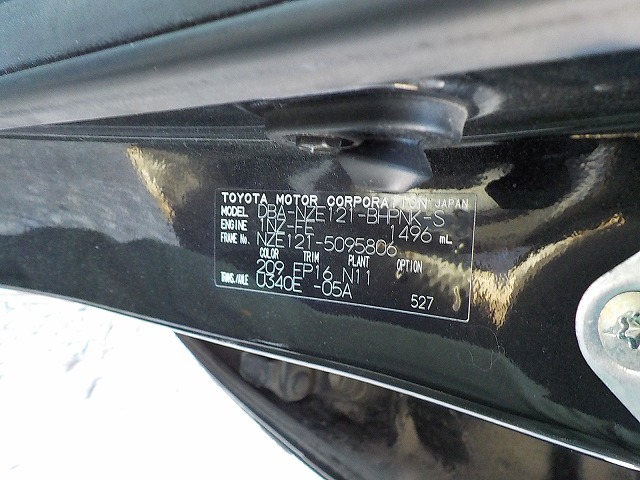 TOYOTA MOTOR CORPORATION JAPAN
MODEL DBA-NZE121-BHPNK-S
ENGINE 1NZ-FE 1496 mL
FRAME No. NZE121-5095806
COLOR TRIM PLANT OPTION
209 EP16 N11
TRANS./AXLE U340E -05A
527